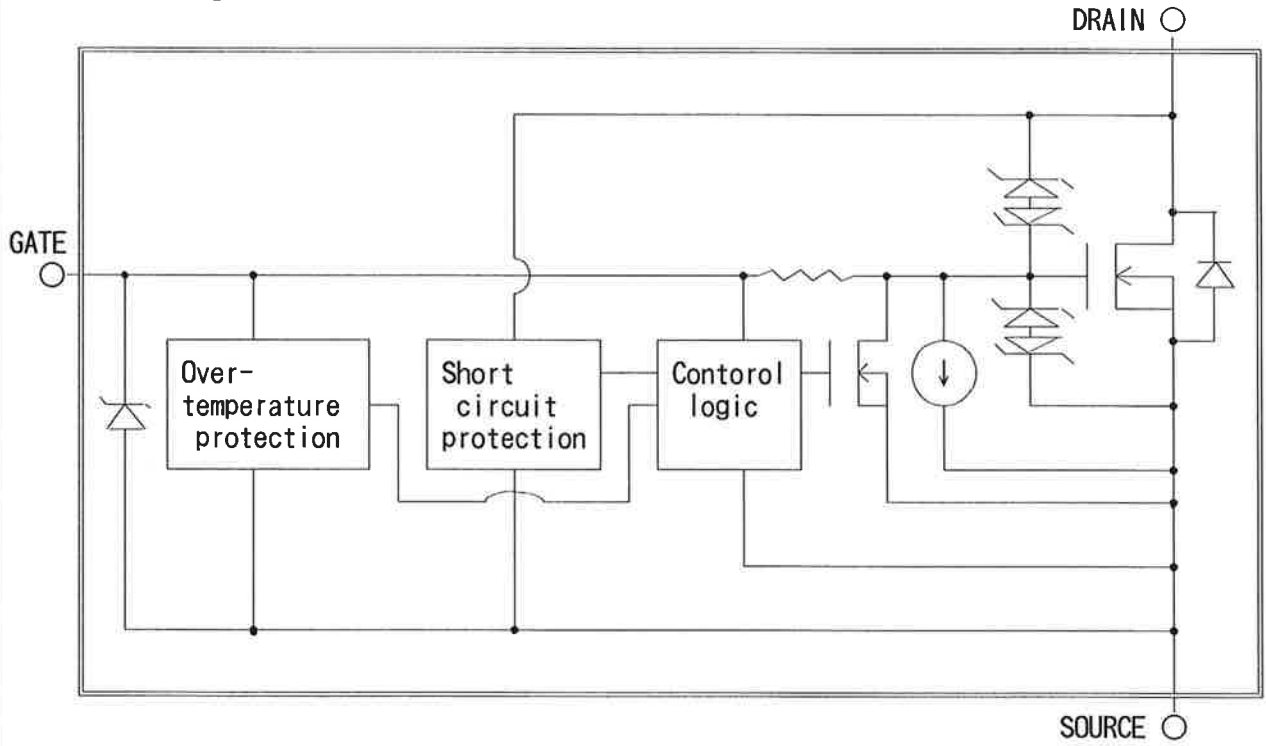 DRAIN
GATE
Over-
temperature
protection
Short
circuit
protection
Contorol
logic
SOURCE